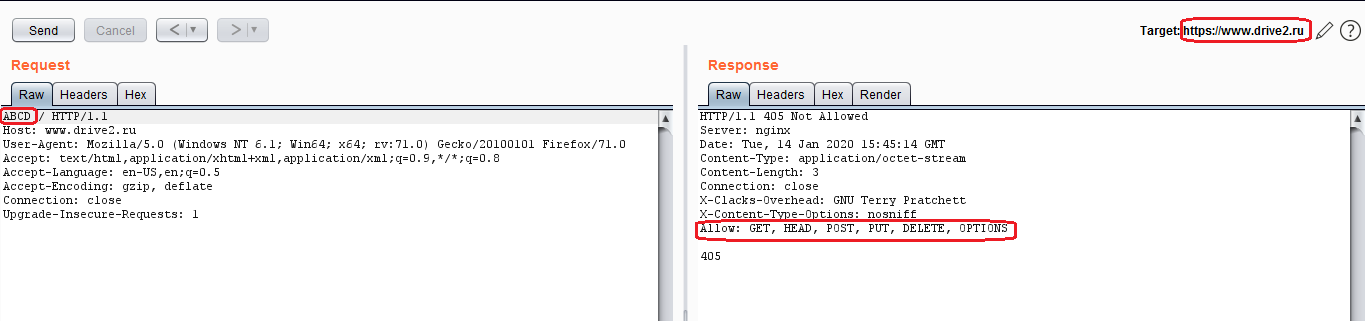 Send
Cancel
<
>
Target: https://www.drive2.ru
?
Request
Raw
Headers
Hex
ABCD / HTTP/1.1
Host: www.drive2.ru
User-Agent: Mozilla/5.0 (Windows NT 6.1; Win64; x64; rv:71.0) Gecko/20100101 Firefox/71.0
Accept: text/html,application/xhtml+xml,application/xml;q=0.9,*/*;q=0.8
Accept-Language: en-US,en;q=0.5
Accept-Encoding: gzip, deflate
Connection: close
Upgrade-Insecure-Requests: 1
Response
Raw
Headers
Hex
Render
HTTP/1.1 405 Not Allowed
Server: nginx
Date: Tue, 14 Jan 2020 15:45:14 GMT
Content-Type: application/octet-stream
Content-Length: 3
Connection: close
X-Clacks-Overhead: GNU Terry Pratchett
X-Content-Type-Options: nosniff
Allow: GET, HEAD, POST, PUT, DELETE, OPTIONS
405